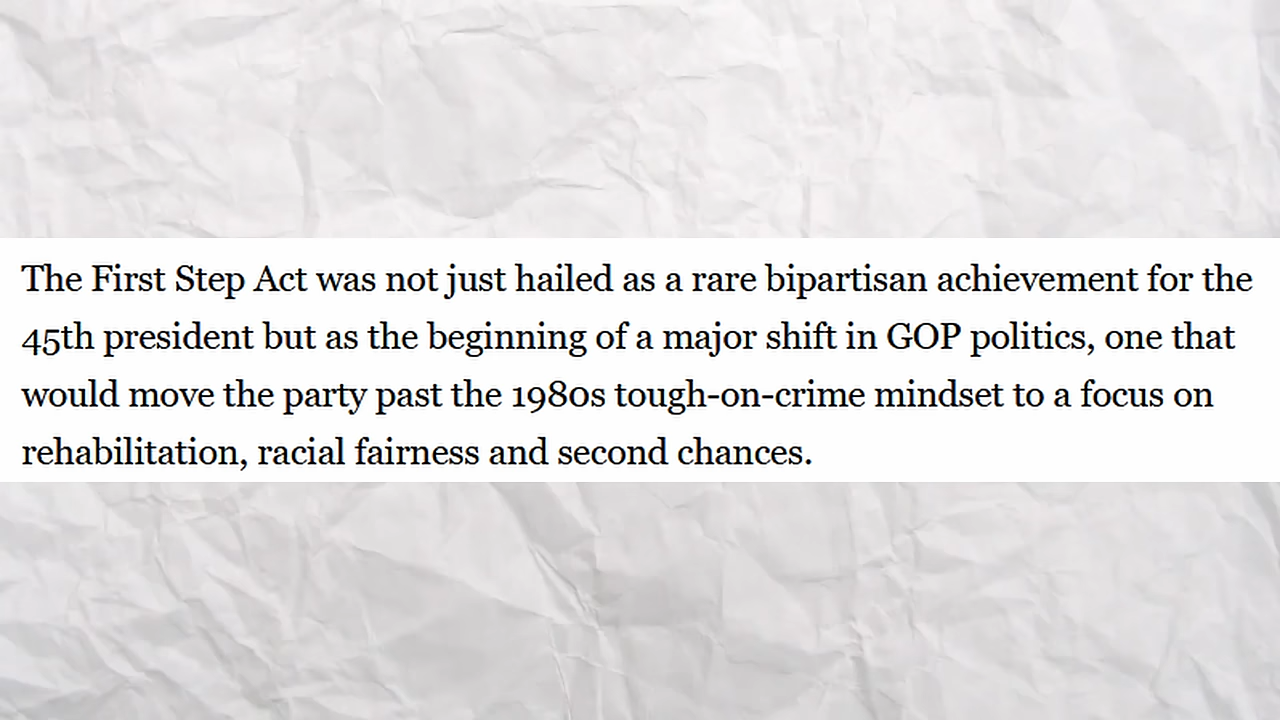 The First Step Act was not just hailed as a rare bipartisan achievement for the
45th president but as the beginning of a major shift in GOP politics, one that
would move the party past the 1980s tough-on-crime mindset to a focus on
rehabilitation, racial fairness and second chances.